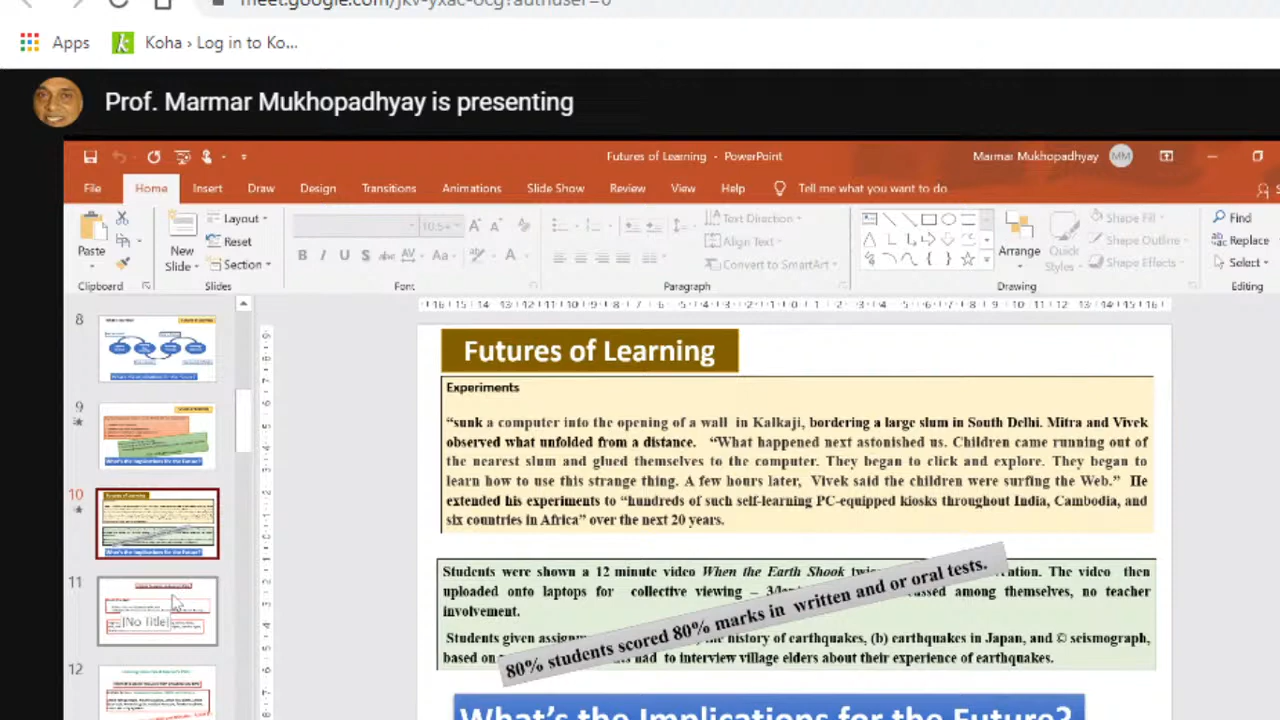 meet.google.com/jkv-yxac-ocg?authuser=0
Apps
Koha › Log in to Ko...
Prof. Marmar Mukhopadhyay is presenting
Futures of Learning - PowerPoint
Marmar Mukhopadhyay
MM
File
Home
Insert
Draw
Design
Transitions
Animations
Slide Show
Review
View
Help
Tell me what you want to do
Paste
New
Slide
Layout
Reset
Section
10.5
Text Direction
Align Text
Convert to SmartArt
Arrange
Quick
Styles
Shape Fill
Shape Outline
Shape Effects
Find
Replace
Select
Clipboard
Slides
Font
Paragraph
Drawing
Editing
8
9
10
11
[No Title]
12
Futures of Learning
Experiments
“sunk a computer into the opening of a wall in Kalkaji, bordering a large slum in South Delhi. Mitra and Vivek
observed what unfolded from a distance. “What happened next astonished us. Children came running out of
the nearest slum and glued themselves to the computer. They began to click and explore. They began to
learn how to use this strange thing. A few hours later, Vivek said the children were surfing the Web.” He
extended his experiments to “hundreds of such self-learning PC-equipped kiosks throughout India, Cambodia, and
six countries in Africa” over the next 20 years.
Students were shown a 12 minute video When the Earth Shook The video then
uploaded onto laptops for collective viewing – among themselves, no teacher
involvement.
Students given history of earthquakes, (b) earthquakes in Japan, and © seismograph,
based on to interview village elders about their experience of earthquakes.
80% students scored 80% marks in written and or oral tests.
What's the Implications for the Future?